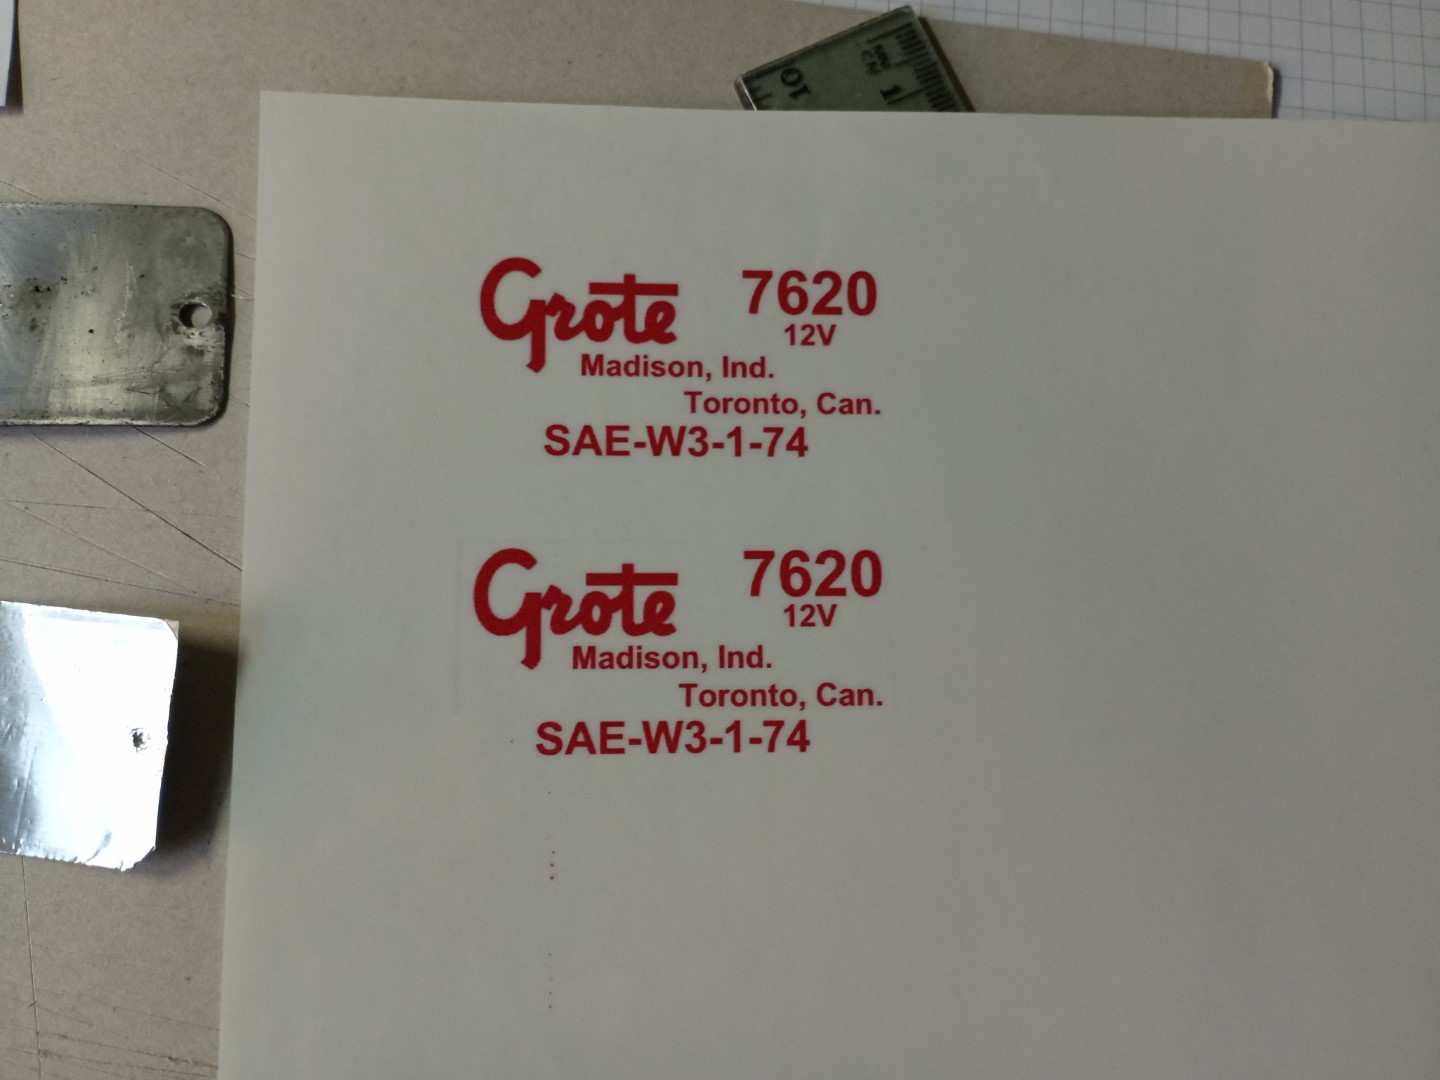 10
1
Grote 7620
12V
Madison, Ind.
Toronto, Can.
SAE-W3-1-74
Grote 7620
12V
Madison, Ind.
Toronto, Can.
SAE-W3-1-74